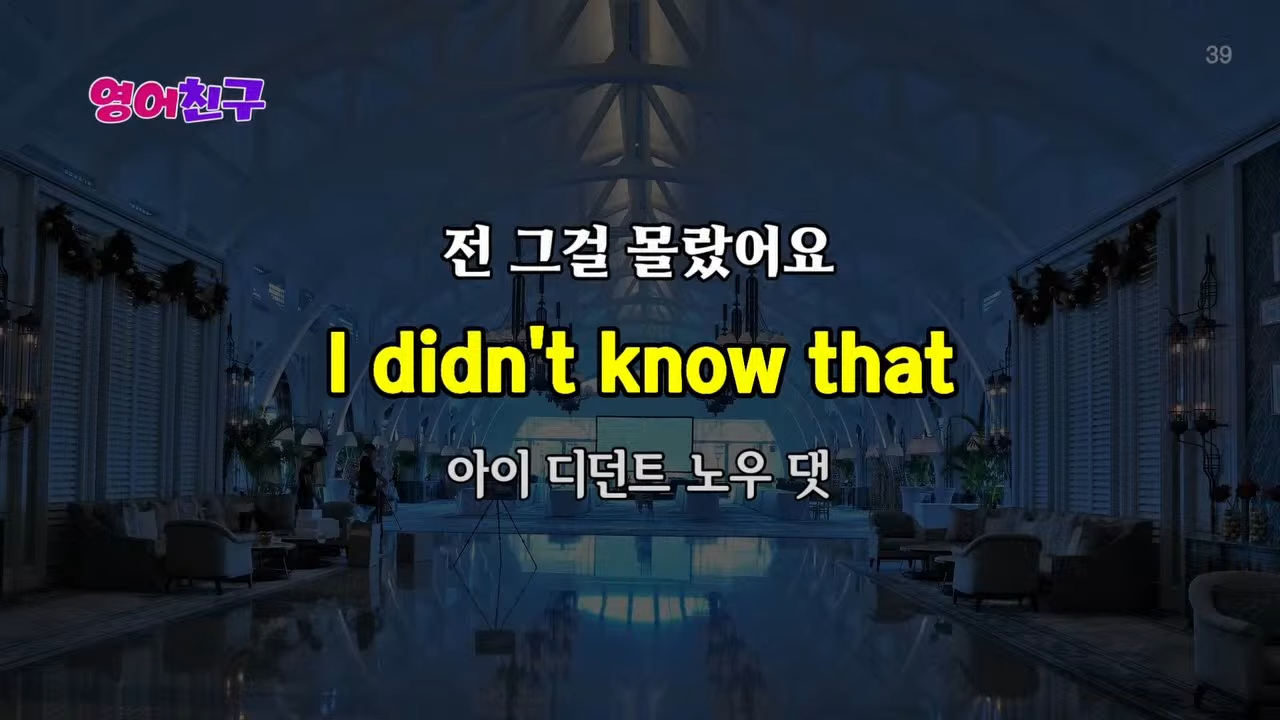 39
영어친구
전 그걸 몰랐어요
I didn't know that
아이 디던트 노우 댓